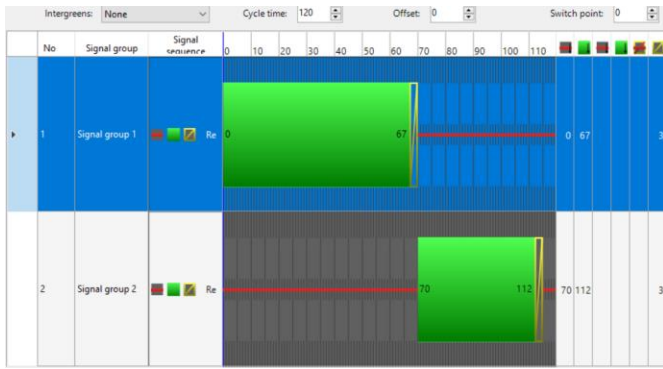 Intergreens: None Cycle time: 120 Offset: 0 Switch point: 0
No Signal group Signal sequence 0 10 20 30 40 50 60 70 80 90 100 110
1 Signal group 1 Re 0 67 0 67 3
2 Signal group 2 Re 70 112 70 112 3